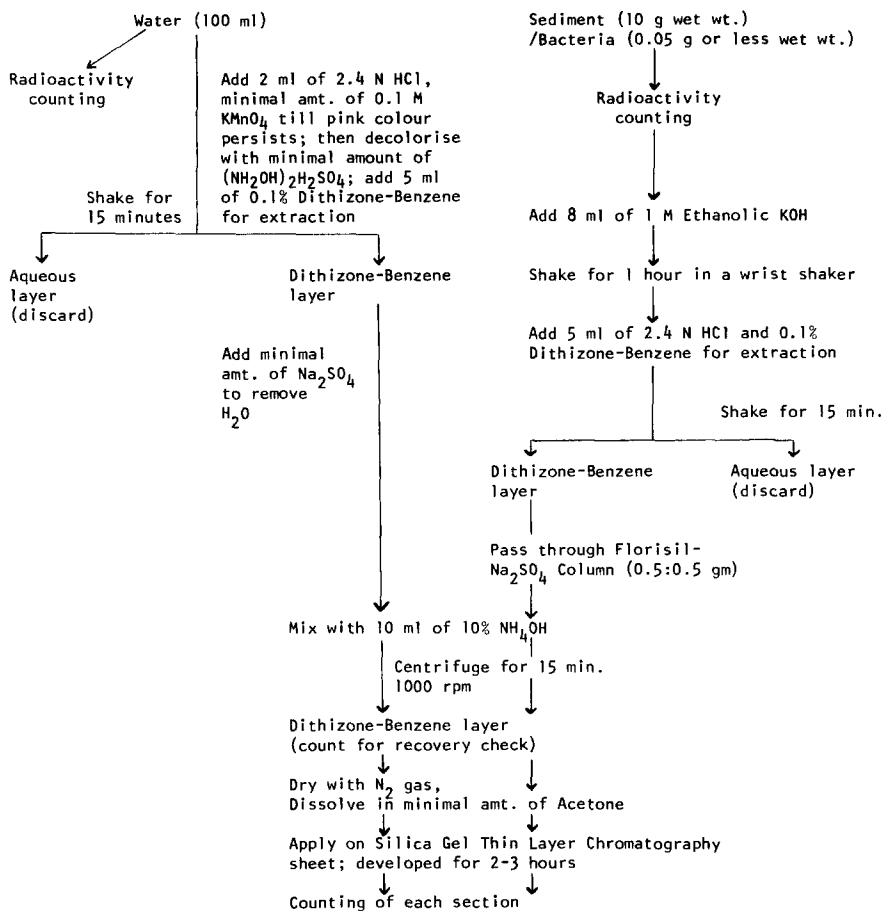 Water (100 ml)
Radioactivity
counting
Add 2 ml of 2.4 N HCl,
minimal amt. of 0.1 M
KMnO4 till pink colour
persists; then decolorise
with minimal amount of
(NH2OH)2H2SO4; add 5 ml
of 0.1% Dithizone-Benzene
for extraction
Shake for
15 minutes
Aqueous
layer
(discard)
Dithizone-Benzene
layer
Add minimal
amt. of Na2SO4
to remove
H2O
Sediment (10 g wet wt.)
/Bacteria (0.05 g or less wet wt.)
Radioactivity
counting
Add 8 ml of 1 M Ethanolic KOH
Shake for 1 hour in a wrist shaker
Add 5 ml of 2.4 N HCl and 0.1%
Dithizone-Benzene for extraction
Shake for 15 min.
Dithizone-Benzene
layer
Aqueous layer
(discard)
Pass through Florisil-
Na2SO4 Column (0.5:0.5 gm)
Mix with 10 ml of 10% NH4OH
Centrifuge for 15 min.
1000 rpm
Dithizone-Benzene layer
(count for recovery check)
Dry with N2 gas,
Dissolve in minimal amt. of Acetone
Apply on Silica Gel Thin Layer Chromatography
sheet; developed for 2-3 hours
Counting of each section